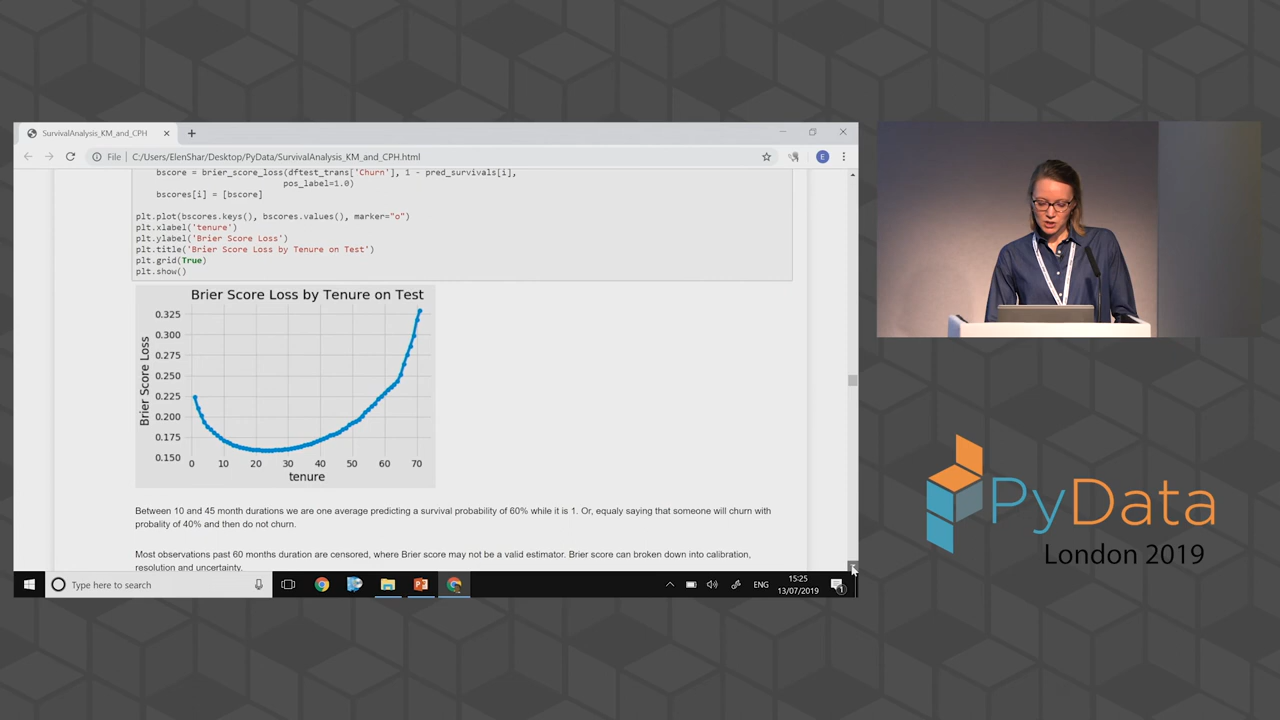 SurvivalAnalysis_KM_and_CPH
File
C:/Users/ElenShar/Desktop/PyData/SurvivalAnalysis_KM_and_CPH.html
E
bscore = brier_score_loss(dftest_trans['Churn'], 1 - pred_survivals[i],
pos_label=1.0)
bscores[i] = [bscore]
plt.plot(bscores.keys(), bscores.values(), marker="o")
plt.xlabel('tenure')
plt.ylabel('Brier Score Loss')
plt.title('Brier Score Loss by Tenure on Test')
plt.grid(True)
plt.show()
Brier Score Loss by Tenure on Test
Brier Score Loss
0.325
0.300
0.275
0.250
0.225
0.200
0.175
0.150
0 10 20 30 40 50 60 70
tenure
Between 10 and 45 month durations we are one average predicting a survival probability of 60% while it is 1. Or, equaly saying that someone will churn with
probality of 40% and then do not churn.
Most observations past 60 months duration are censored, where Brier score may not be a valid estimator. Brier score can broken down into calibration,
resolution and uncertainty.
Type here to search
ENG
15:25
13/07/2019
1
PyData
London 2019